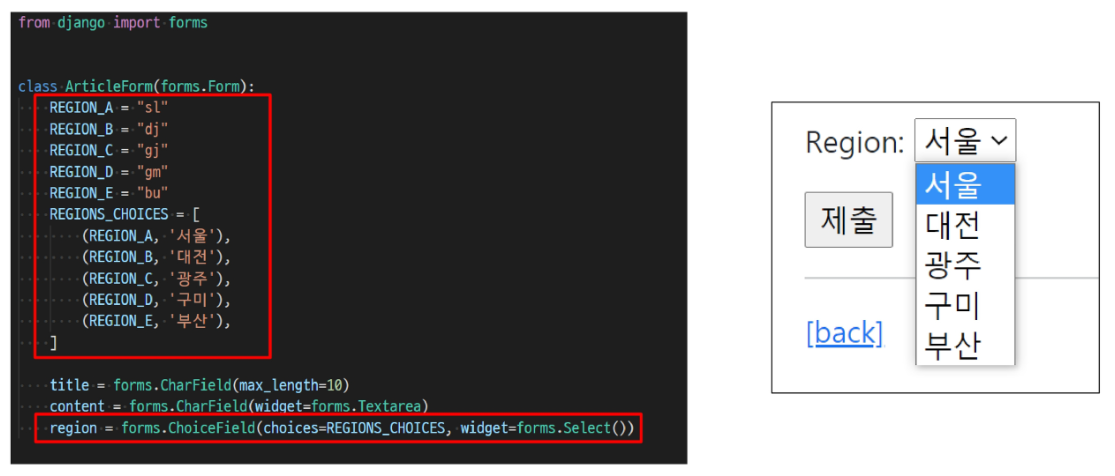 from django import forms
class ArticleForm(forms.Form):
REGION_A = "sl"
REGION_B = "dj"
REGION_C = "gj"
REGION_D = "gm"
REGION_E = "bu"
REGIONS_CHOICES = [
(REGION_A, '서울'),
(REGION_B, '대전'),
(REGION_C, '광주'),
(REGION_D, '구미'),
(REGION_E, '부산'),
]
title = forms.CharField(max_length=10)
content = forms.CharField(widget=forms.Textarea)
region = forms.ChoiceField(choices=REGIONS_CHOICES, widget=forms.Select())
Region: 서울
서울
제출
대전
광주
구미
[back]
부산